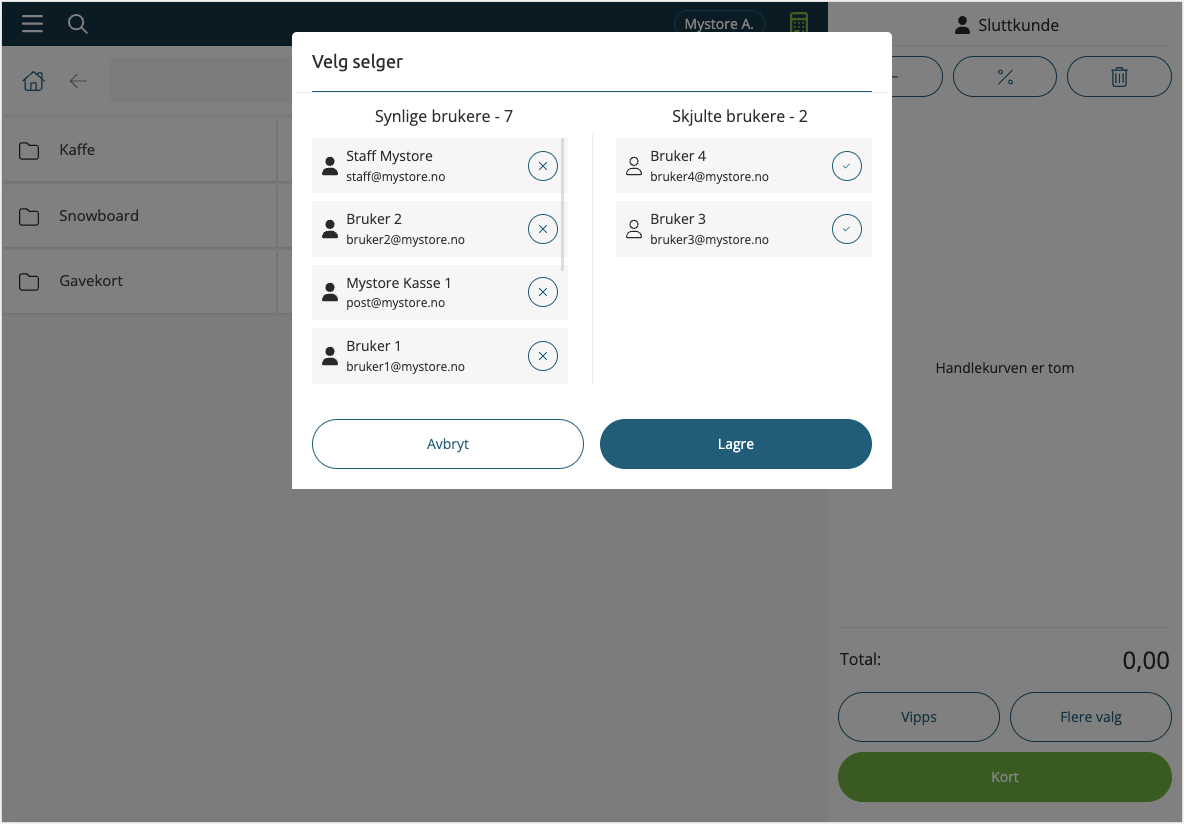 Mystore A.
Sluttkunde
Velg selger
Synlige brukere - 7
Skjulte brukere - 2
Staff Mystore
staff@mystore.no
Bruker 2
bruker2@mystore.no
Mystore Kasse 1
post@mystore.no
Bruker 1
bruker1@mystore.no
Bruker 4
bruker4@mystore.no
Bruker 3
bruker3@mystore.no
Avbryt
Lagre
Kaffe
Snowboard
Gavekort
Handlekurven er tom
Total:
0,00
Vipps
Flere valg
Kort